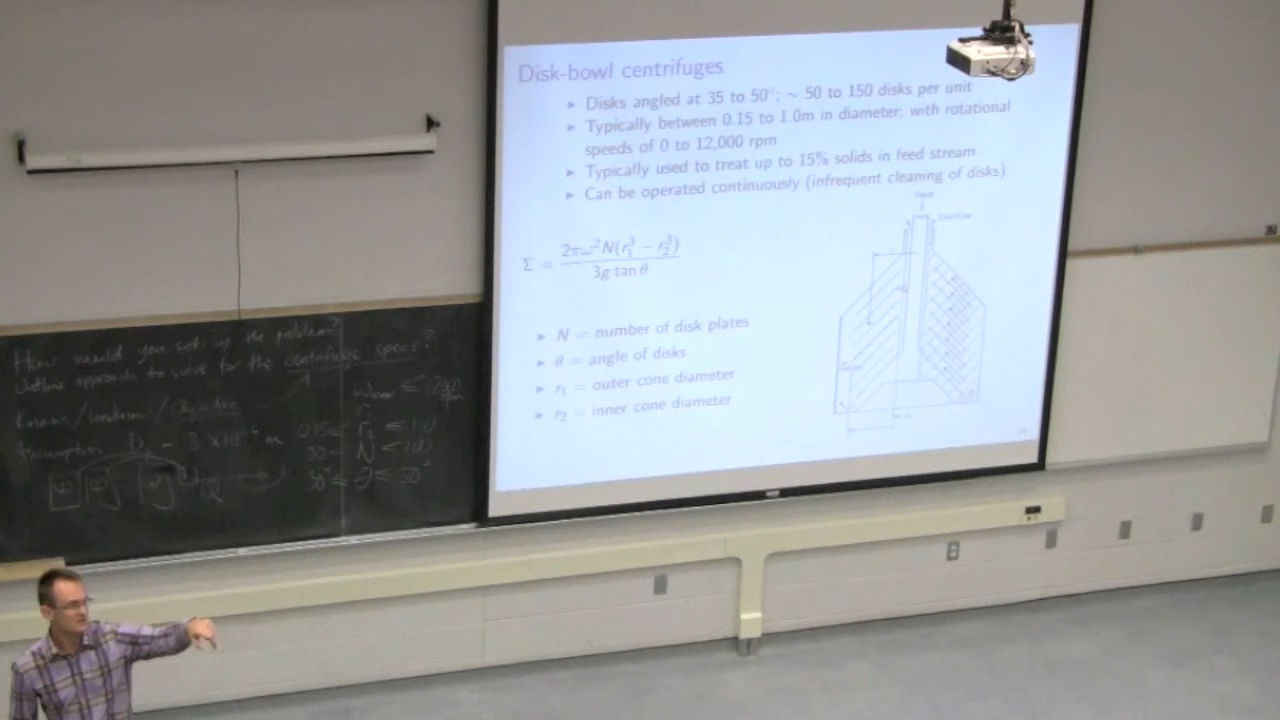 Disk-bowl centrifuges
▸ Disks angled at 35 to 50°; ∼ 50 to 150 disks per unit
▸ Typically between 0.15 to 1.0m in diameter; with rotational
speeds of 0 to 12,000 rpm
▸ Typically used to treat up to 15% solids in feed stream
▸ Can be operated continuously (infrequent cleaning of disks)
Feed
Overflow
Σ = 2πω²N(r₁³ − r₂³) / 3g tan θ
▸ N = number of disk plates
▸ θ = angle of disks
▸ r₁ = outer cone diameter
▸ r₂ = inner cone diameter
How would you set up the problem?
Outline approach to solve for the centrifuge specs?
Knowns/unknowns/Objective
Assumption
0.15 ≤ r₁ ≤ 1.0
N
θ ≤ 50°
Q